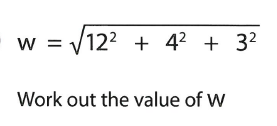 w = √12² + 4² + 3²
Work out the value of W